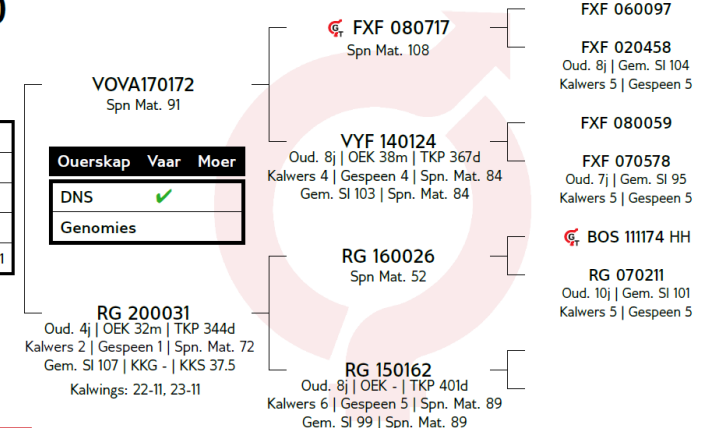 VOVA170172
Spn Mat. 91
Ouerskap Vaar Moer
DNS ✔
Genomies
1
RG 200031
Oud. 4j | OEK 32m | TKP 344d
Kalwers 2 | Gespeen 1 | Spn. Mat. 72
Gem. SI 107 | KKG - | KKS 37.5
Kalwings: 22-11, 23-11
GT FXF 080717
Spn Mat. 108
VYF 140124
Oud. 8j | OEK 38m | TKP 367d
Kalwers 4 | Gespeen 4 | Spn. Mat. 84
Gem. SI 103 | Spn. Mat. 84
RG 160026
Spn Mat. 52
RG 150162
Oud. 8j | OEK - | TKP 401d
Kalwers 6 | Gespeen 5 | Spn. Mat. 89
Gem. SI 99 | Spn. Mat. 89
FXF 060097
FXF 020458
Oud. 8j | Gem. SI 104
Kalwers 5 | Gespeen 5
FXF 080059
FXF 070578
Oud. 7j | Gem. SI 95
Kalwers 5 | Gespeen 5
GT BOS 111174 HH
RG 070211
Oud. 10j | Gem. SI 101
Kalwers 5 | Gespeen 5